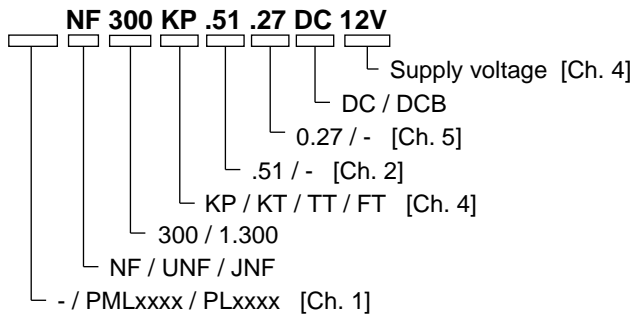 NF 300 KP .51 .27 DC 12V
Supply voltage [Ch. 4]
DC / DCB
0.27 / - [Ch. 5]
.51 / - [Ch. 2]
KP / KT / TT / FT [Ch. 4]
300 / 1.300
NF / UNF / JNF
- / PMLxxxx / PLxxxx [Ch. 1]